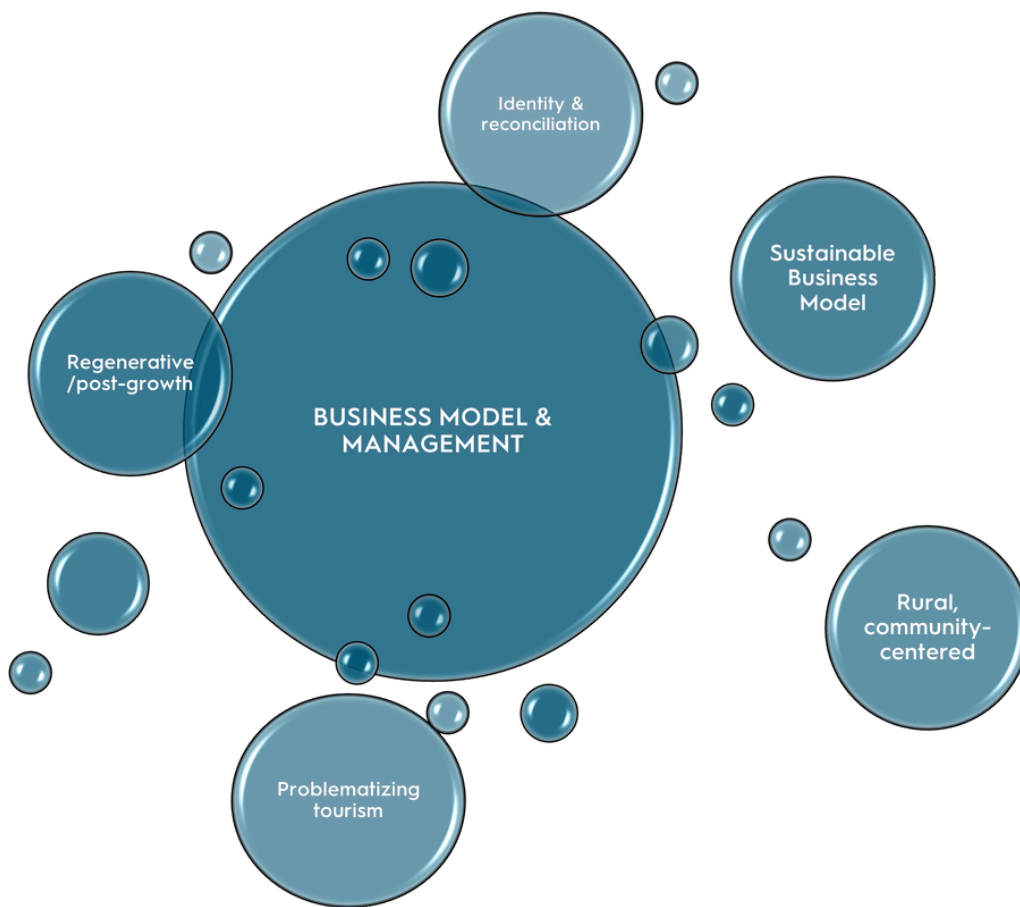 Identity &
reconciliation
Sustainable
Business
Model
Regenerative
/post-growth
BUSINESS MODEL &
MANAGEMENT
Rural,
community-
centered
Problematizing
tourism